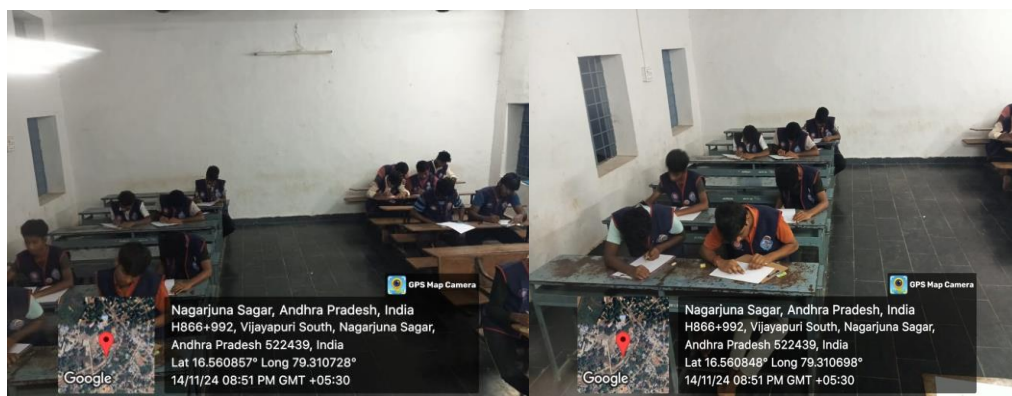 GPS Map Camera
Nagarjuna Sagar, Andhra Pradesh, India
H866+992, Vijayapuri South, Nagarjuna Sagar,
Andhra Pradesh 522439, India
Lat 16.560857° Long 79.310728°
14/11/24 08:51 PM GMT +05:30
Google
GPS Map Camera
Nagarjuna Sagar, Andhra Pradesh, India
H866+992, Vijayapuri South, Nagarjuna Sagar,
Andhra Pradesh 522439, India
Lat 16.560848° Long 79.310698°
14/11/24 08:51 PM GMT +05:30
Google